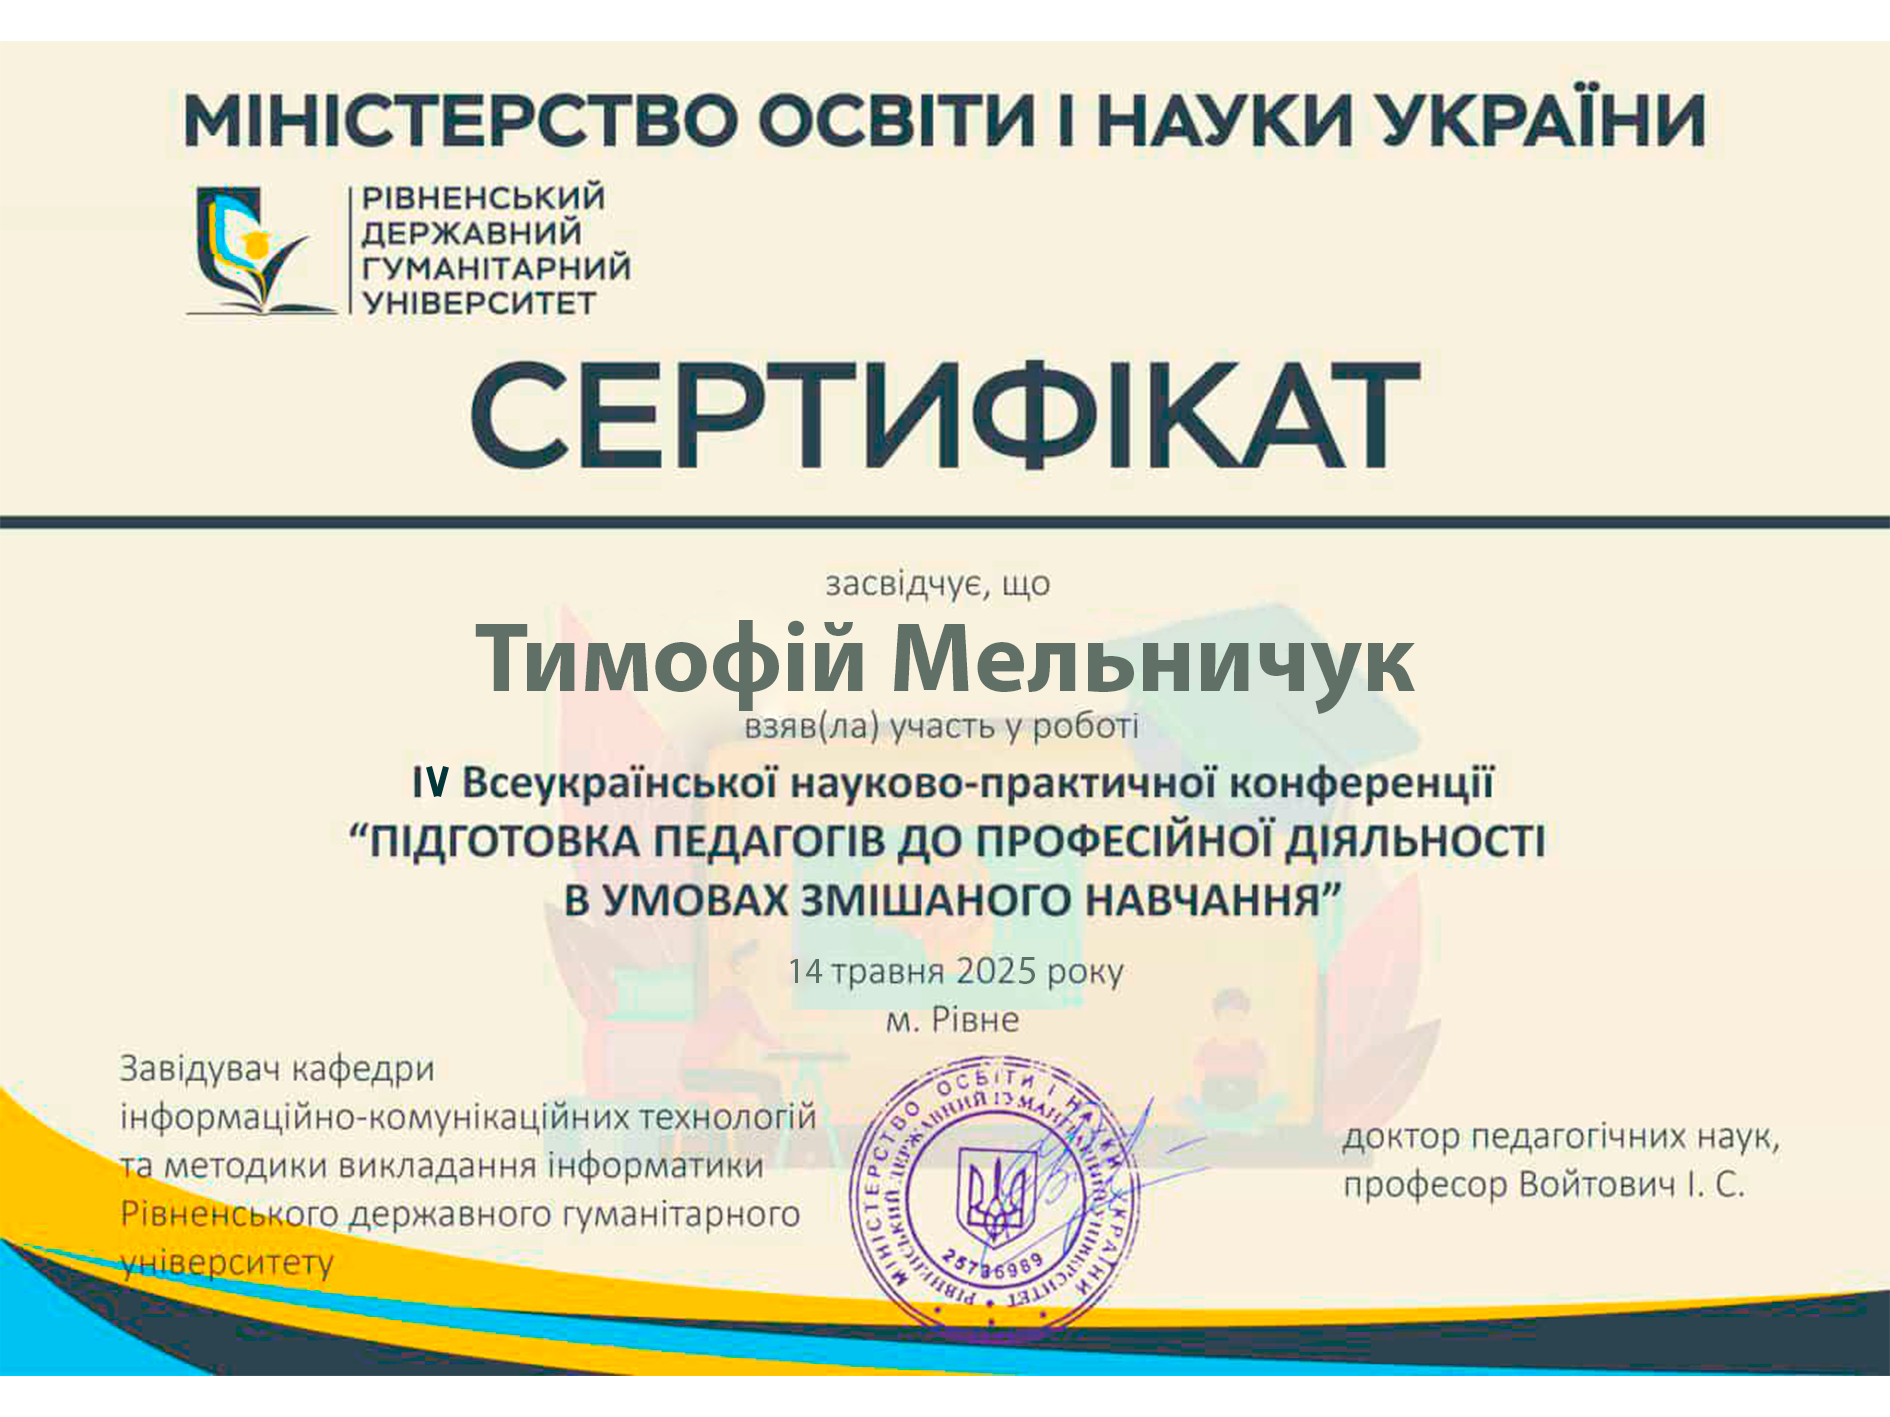 МІНІСТЕРСТВО ОСВІТИ І НАУКИ УКРАЇНИ
РІВНЕНСЬКИЙ
ДЕРЖАВНИЙ
ГУМАНІТАРНИЙ
УНІВЕРСИТЕТ
СЕРТИФІКАТ
засвідчує, що
Тимофій Мельничук
взяв(ла) участь у роботі
IV Всеукраїнської науково-практичної конференції
“ПІДГОТОВКА ПЕДАГОГІВ ДО ПРОФЕСІЙНОЇ ДІЯЛЬНОСТІ
В УМОВАХ ЗМІШАНОГО НАВЧАННЯ”
14 травня 2025 року
м. Рівне
Завідувач кафедри
інформаційно-комунікаційних технологій
та методики викладання інформатики
Рівненського державного гуманітарного
університету
МІНІСТЕРСТВО ОСВІТИ І НАУКИ УКРАЇНИ
РІВНЕНСЬКИЙ ДЕРЖАВНИЙ ГУМАНІТАРНИЙ УНІВЕРСИТЕТ
25736989
доктор педагогічних наук,
професор Войтович І. С.